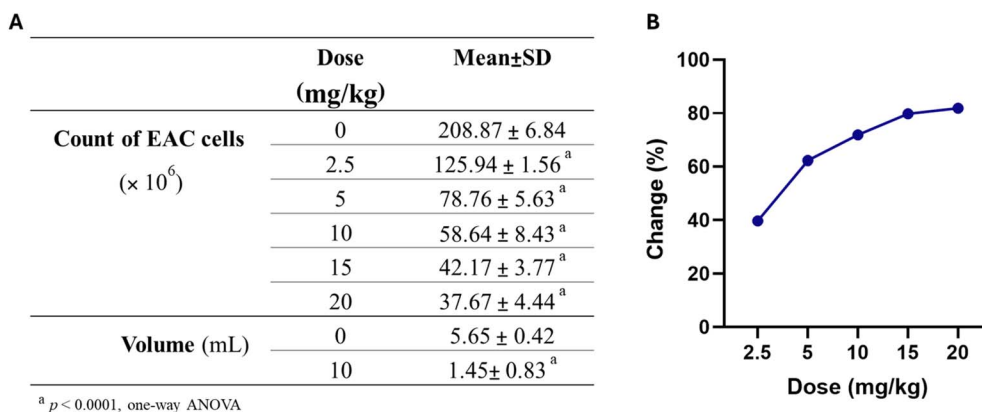 A
Dose (mg/kg) Mean±SD
Count of EAC cells (× 10⁶)
0 208.87 ± 6.84
2.5 125.94 ± 1.56 ᵃ
5 78.76 ± 5.63 ᵃ
10 58.64 ± 8.43 ᵃ
15 42.17 ± 3.77 ᵃ
20 37.67 ± 4.44 ᵃ
Volume (mL)
0 5.65 ± 0.42
10 1.45± 0.83 ᵃ
ᵃ p < 0.0001, one-way ANOVA
B
Change (%)
100
80
60
40
20
0
2.5 5 10 15 20
Dose (mg/kg)